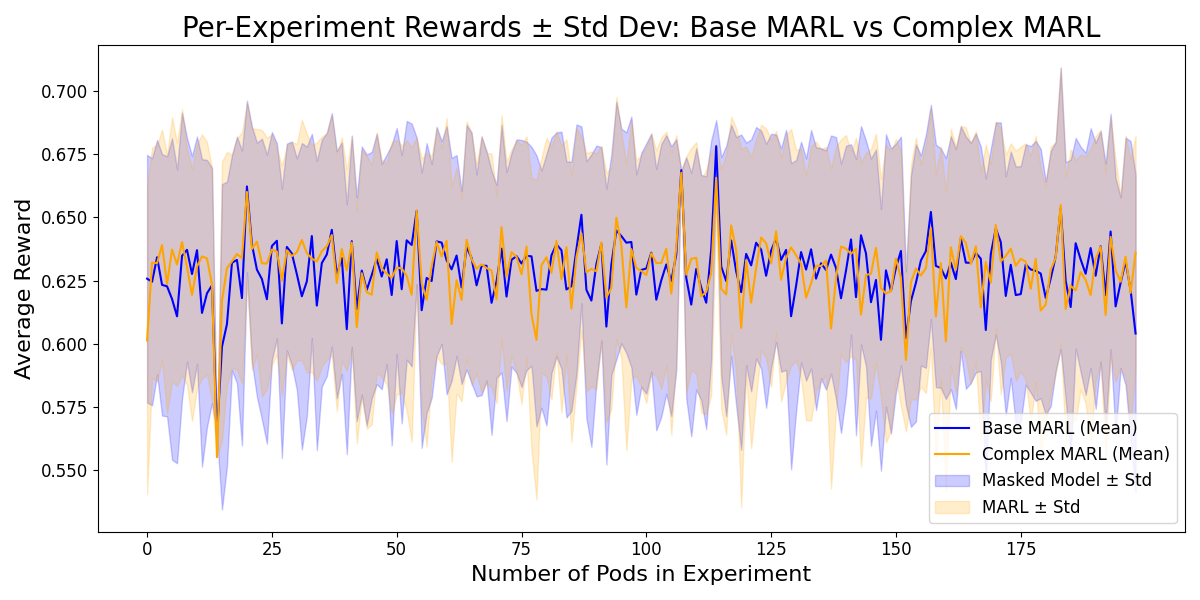 Per-Experiment Rewards ± Std Dev: Base MARL vs Complex MARL
Average Reward
0.700
0.675
0.650
0.625
0.600
0.575
0.550
Base MARL (Mean)
Complex MARL (Mean)
Masked Model ± Std
MARL ± Std
0 25 50 75 100 125 150 175
Number of Pods in Experiment